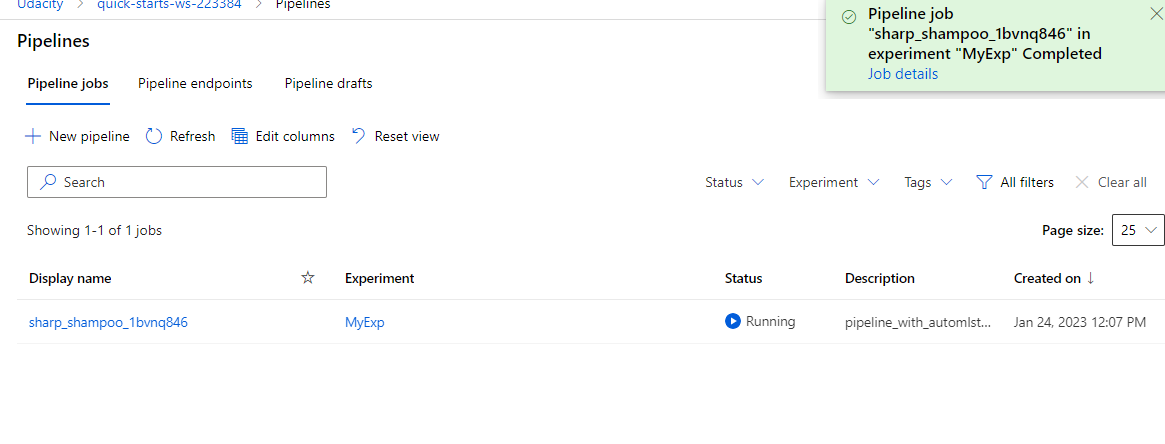 Udacity > quick-starts-ws-223384 > Pipelines
Pipeline job
"sharp_shampoo_1bvnq846" in
experiment "MyExp" Completed
Job details
Pipelines
Pipeline jobs Pipeline endpoints Pipeline drafts
New pipeline Refresh Edit columns Reset view
Search
Status Experiment Tags All filters Clear all
Showing 1-1 of 1 jobs
Page size: 25
Display name Experiment Status Description Created on ↓
sharp_shampoo_1bvnq846 MyExp Running pipeline_with_automlst... Jan 24, 2023 12:07 PM